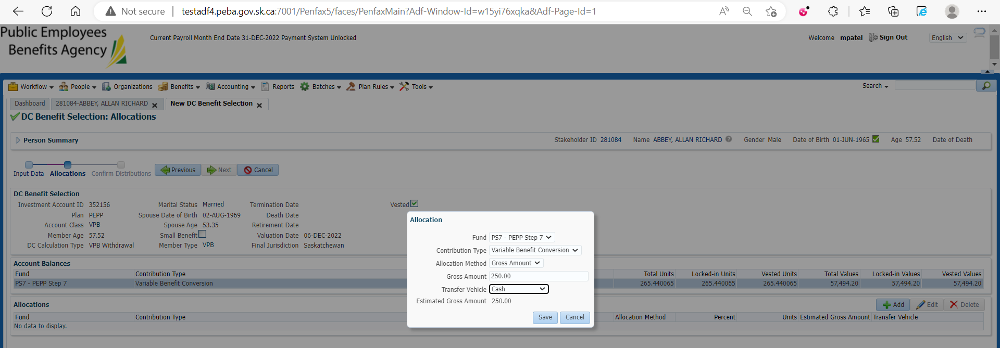 Not secure testadf4.peba.gov.sk.ca:7001/Penfax5/faces/PenfaxMain?Adf-Window-Id=w15yi76xqka&Adf-Page-Id=1
Public Employees
Benefits Agency
Current Payroll Month End Date 31-DEC-2022 Payment System Unlocked
Welcome mpatel Sign Out English
Workflow People Organizations Benefits Accounting Reports Batches Plan Rules Tools Search
Dashboard 281084-ABBEY, ALLAN RICHARD New DC Benefit Selection
DC Benefit Selection: Allocations
Person Summary Stakeholder ID 281084 Name ABBEY, ALLAN RICHARD Gender Male Date of Birth 01-JUN-1965 Age 57.52 Date of Death
Input Data Allocations Confirm Distributions Previous Next Cancel
DC Benefit Selection
Investment Account ID 352156 Marital Status Married Termination Date Vested
Plan PEPP Spouse Date of Birth 02-AUG-1969 Death Date
Account Class VPB Spouse Age 53.35 Retirement Date
Member Age 57.52 Small Benefit Valuation Date 06-DEC-2022
DC Calculation Type VPB Withdrawal Member Type VPB Final Jurisdiction Saskatchewan
Allocation
Fund PS7 - PEPP Step 7
Contribution Type Variable Benefit Conversion
Allocation Method Gross Amount
Gross Amount 250.00
Transfer Vehicle Cash
Estimated Gross Amount 250.00
Save Cancel
Account Balances
Fund Contribution Type Total Units Locked-in Units Vested Units Total Values Locked-in Values Vested Values
PS7 - PEPP Step 7 Variable Benefit Conversion 265.440065 265.440065 265.440065 57,494.20 57,494.20 57,494.20
Allocations Add Edit Delete
Fund Contribution Type Allocation Method Percent Units Estimated Gross Amount Transfer Vehicle
No data to display.